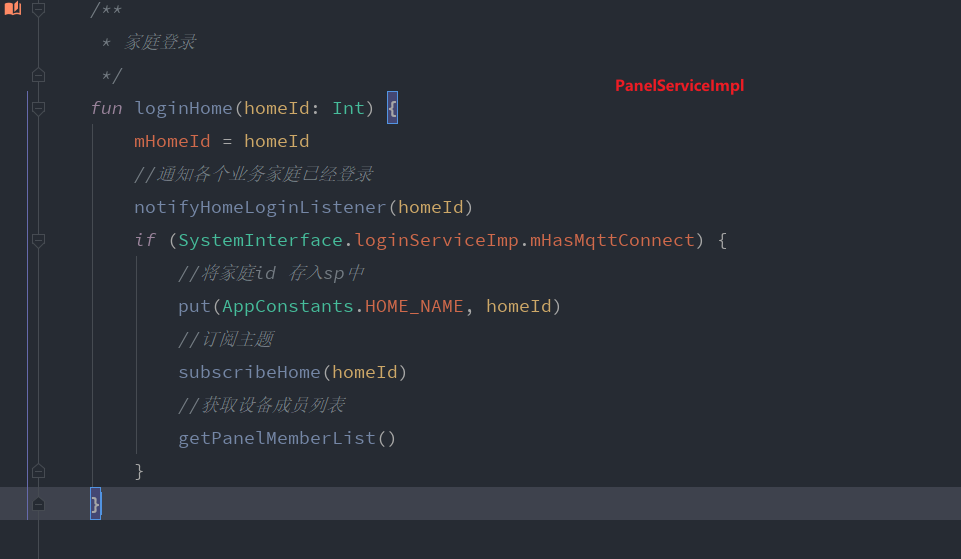 /**
* 家庭登录
*/
PanelServiceImpl
fun loginHome(homeId: Int) {
mHomeId = homeId
//通知各个业务家庭已经登录
notifyHomeLoginListener(homeId)
if (SystemInterface.loginServiceImp.mHasMqttConnect) {
//将家庭id 存入sp中
put(AppConstants.HOME_NAME, homeId)
//订阅主题
subscribeHome(homeId)
//获取设备成员列表
getPanelMemberList()
}
}